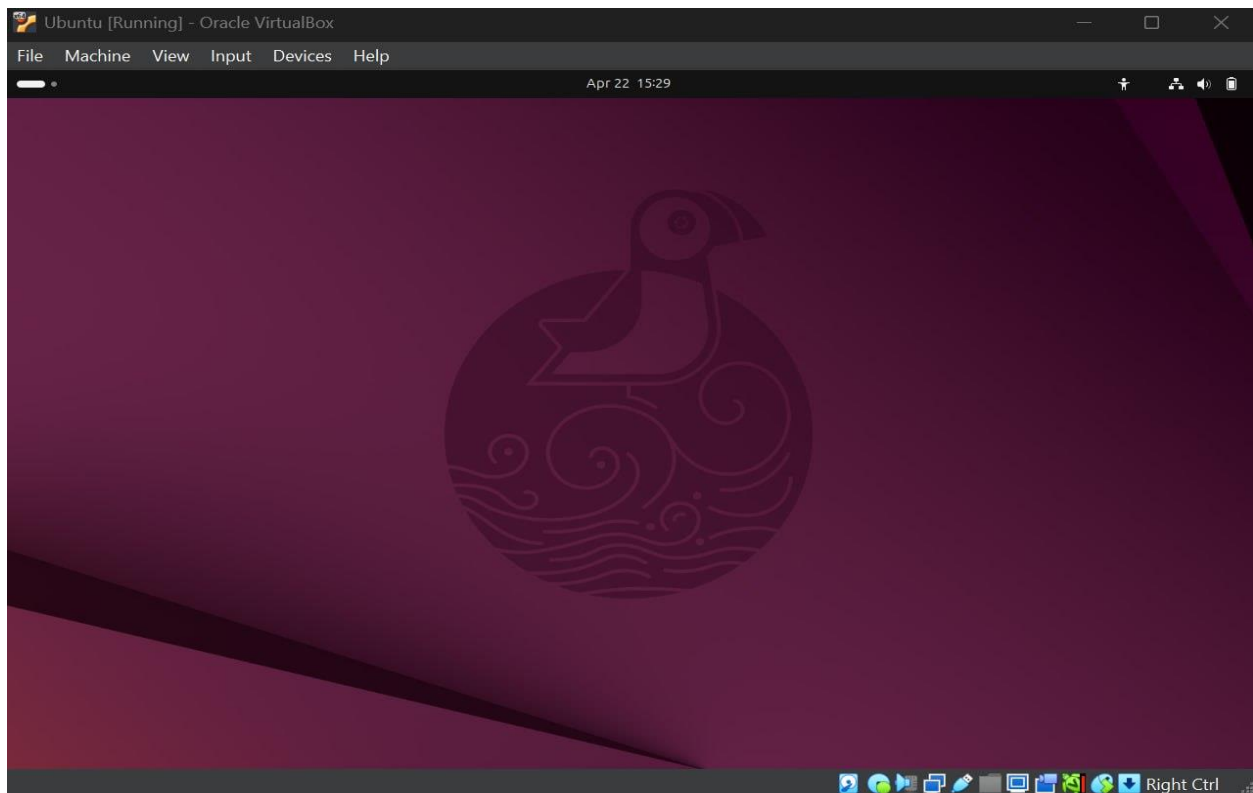 Ubuntu [Running] - Oracle VirtualBox
File Machine View Input Devices Help
Apr 22 15:29
Right Ctrl